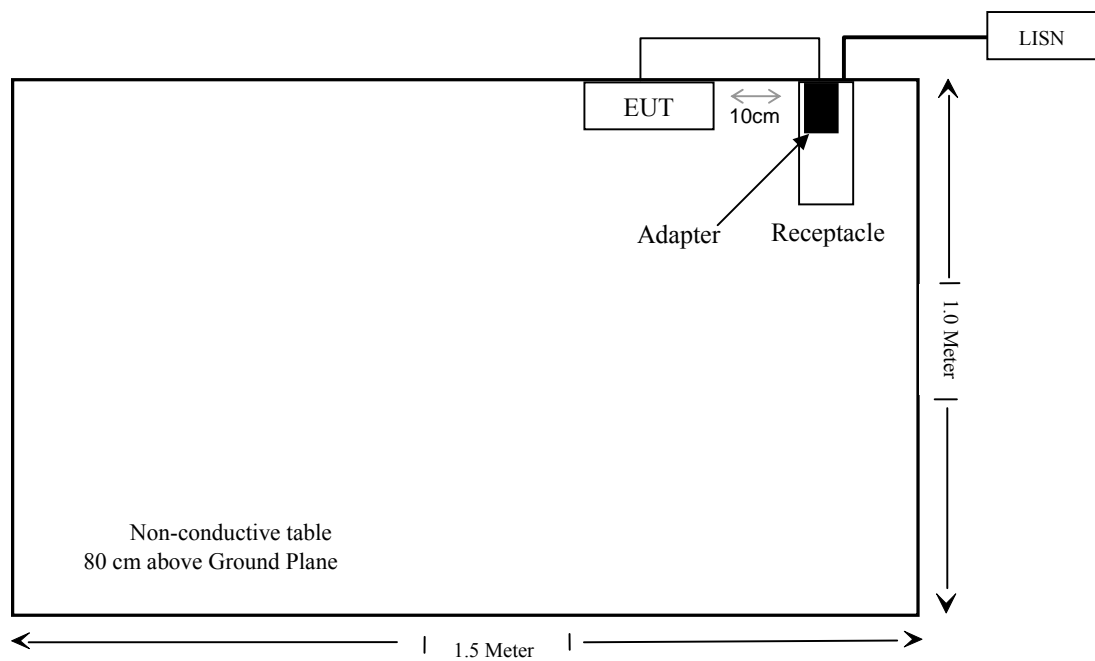 LISN
EUT
10cm
Adapter
Receptacle
1.0 Meter
Non-conductive table
80 cm above Ground Plane
1.5 Meter